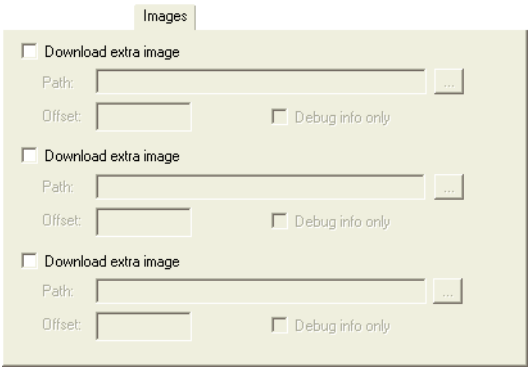 Images
Download extra image
Path: ...
Offset: Debug info only
Download extra image
Path: ...
Offset: Debug info only
Download extra image
Path: ...
Offset: Debug info only